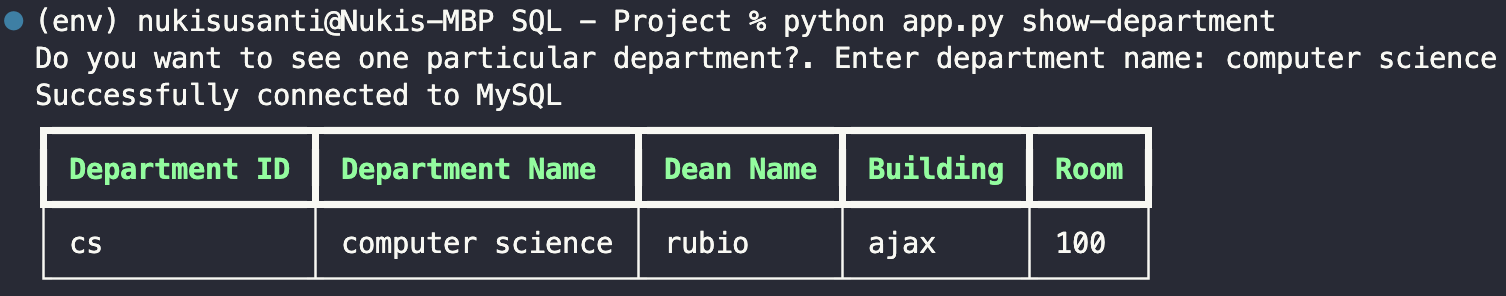 (env) nukisusanti@Nukis-MBP SQL - Project % python app.py show-department
Do you want to see one particular department?. Enter department name: computer science
Successfully connected to MySQL
Department ID Department Name Dean Name Building Room
cs computer science rubio ajax 100